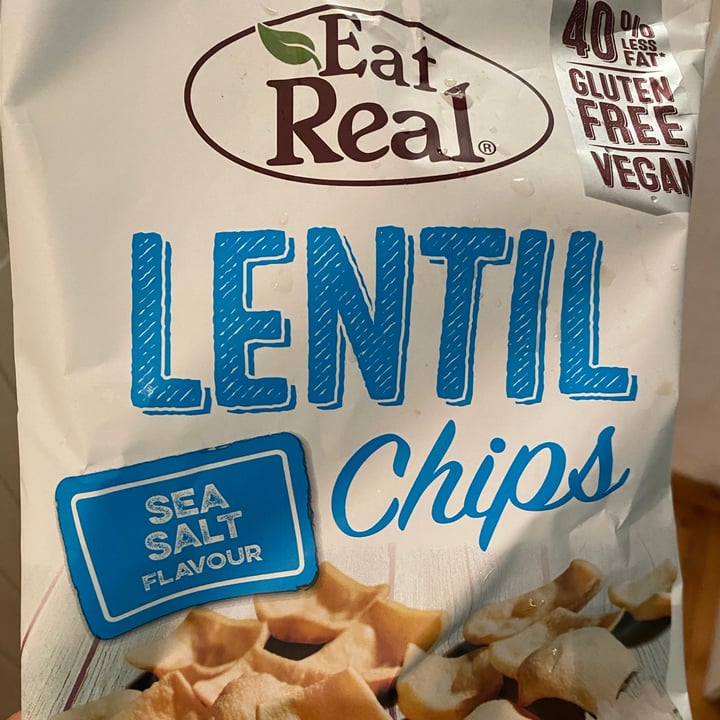 Eat
Real®
40% LESS FAT*
GLUTEN
FREE
VEGAN
LENTIL
Chips
SEA
SALT
FLAVOUR